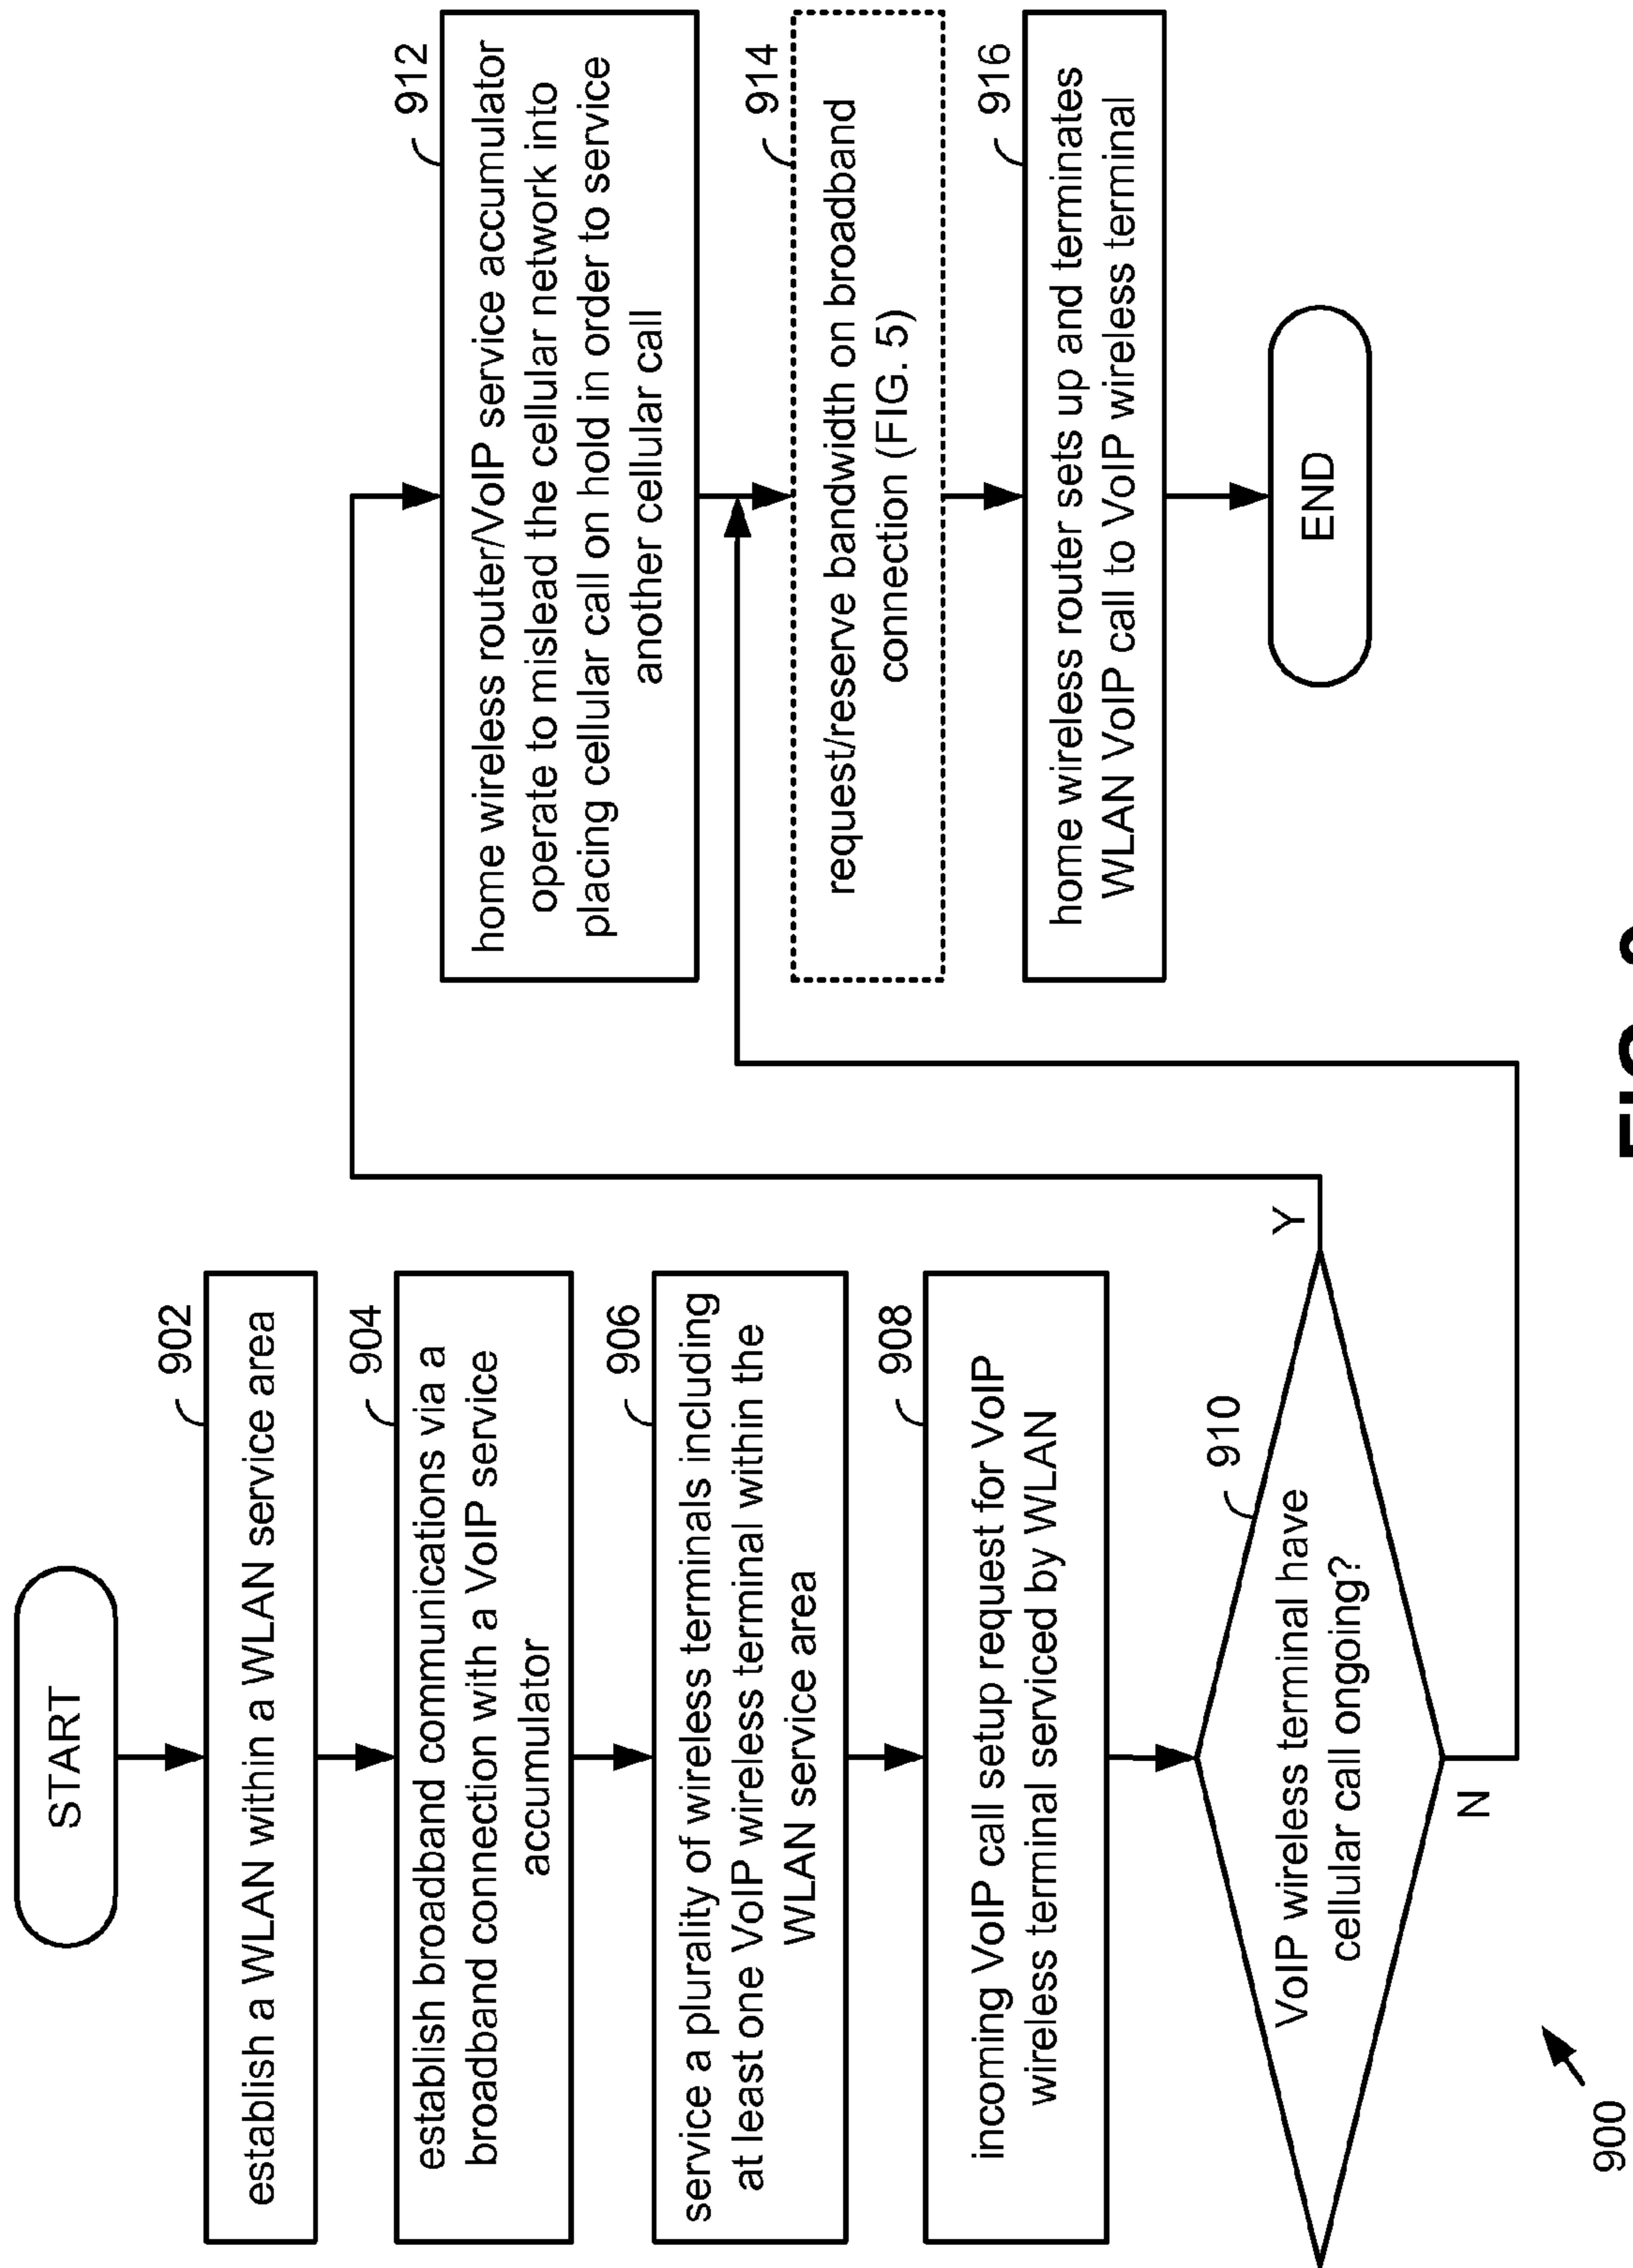 START
902
establish a WLAN within a WLAN service area
904
establish broadband communications via a
broadband connection with a VoIP service
accumulator
906
service a plurality of wireless terminals including
at least one VoIP wireless terminal within the
WLAN service area
908
incoming VoIP call setup request for VoIP
wireless terminal serviced by WLAN
910
VoIP wireless terminal have
cellular call ongoing?
Y
N
912
home wireless router/VoIP service accumulator
operate to mislead the cellular network into
placing cellular call on hold in order to service
another cellular call
914
request/reserve bandwidth on broadband
connection (FIG. 5)
916
home wireless router sets up and terminates
WLAN VoIP call to VoIP wireless terminal
END
900